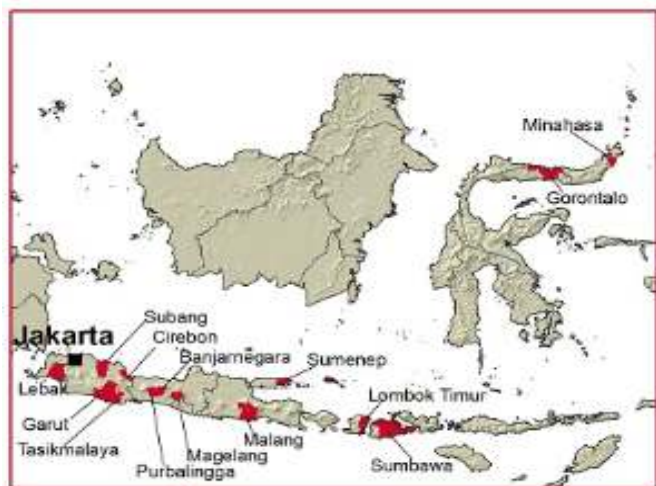 Minahasa
Gorontalo
Jakarta
Subang
Cirebon
Banjarnegara
Sumenep
Lebak
Lombok Timur
Garut
Tasikmalaya
Malang
Magelang
Purbalingga
Sumbawa